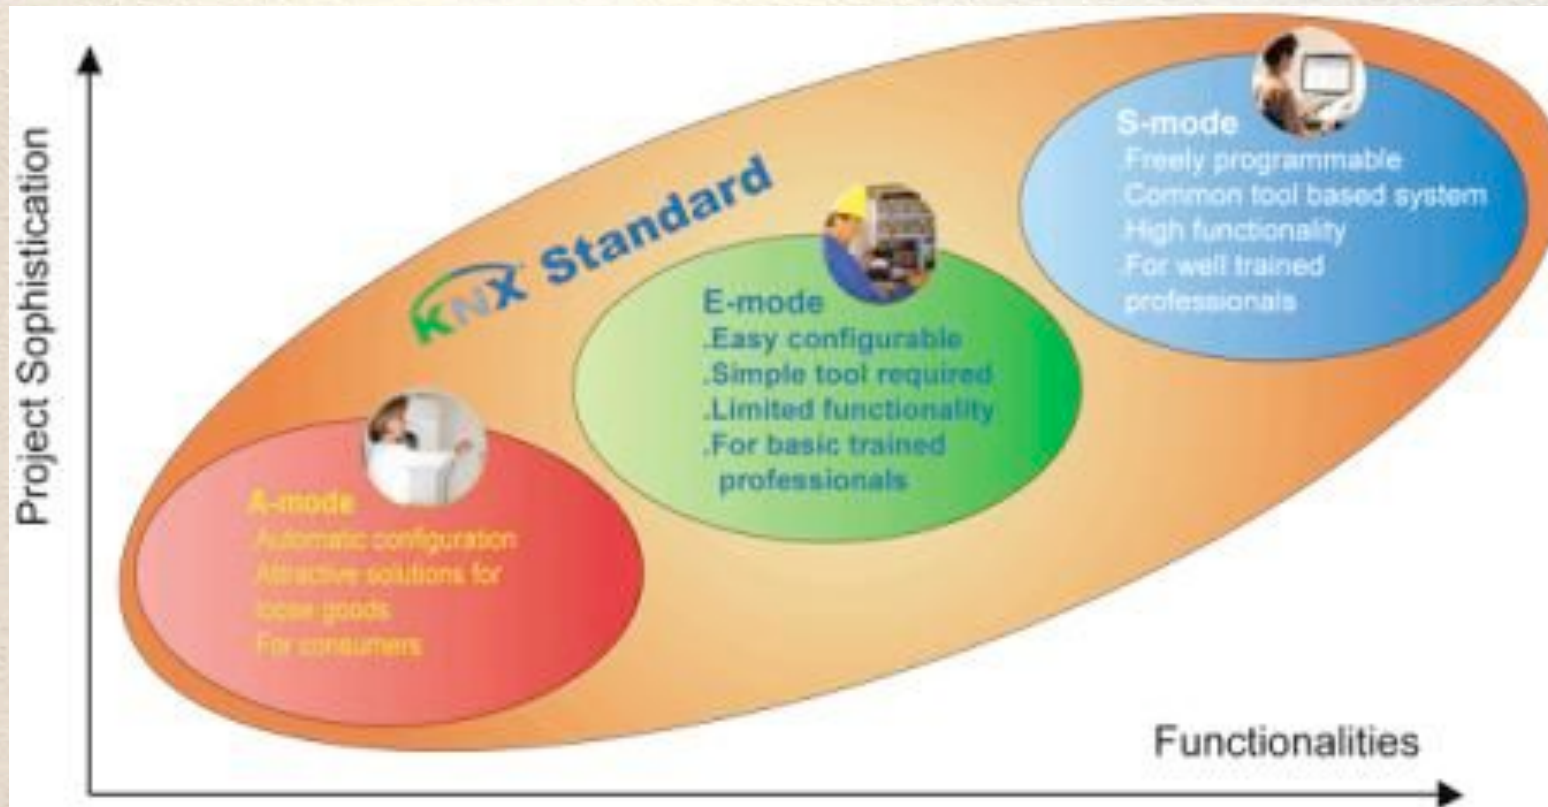 Project Sophistication
KNX Standard
S-mode
.Freely programmable
.Common tool based system
.High functionality
.For well trained
professionals
E-mode
.Easy configurable
.Simple tool required
.Limited functionality
.For basic trained
professionals
A-mode
.Automatic configuration
.Attractive solutions for
loose goods
.For consumers
Functionalities